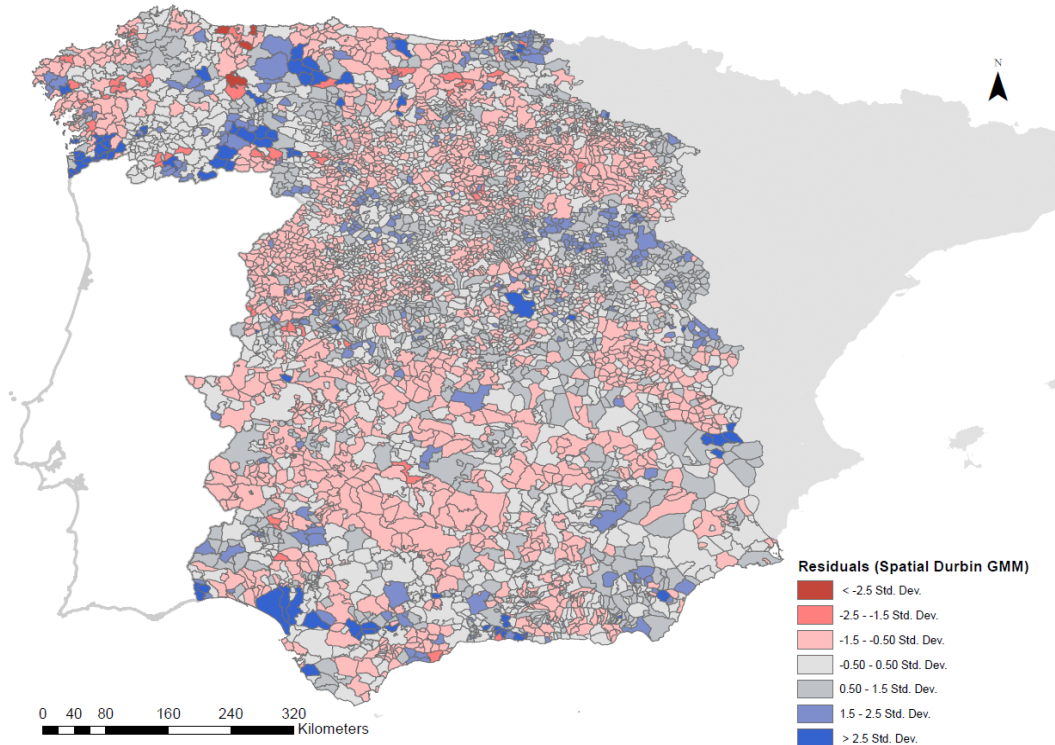 N
Residuals (Spatial Durbin GMM)
< -2.5 Std. Dev.
-2.5 - -1.5 Std. Dev.
-1.5 - -0.50 Std. Dev.
-0.50 - 0.50 Std. Dev.
0.50 - 1.5 Std. Dev.
1.5 - 2.5 Std. Dev.
> 2.5 Std. Dev.
0 40 80 160 240 320
Kilometers